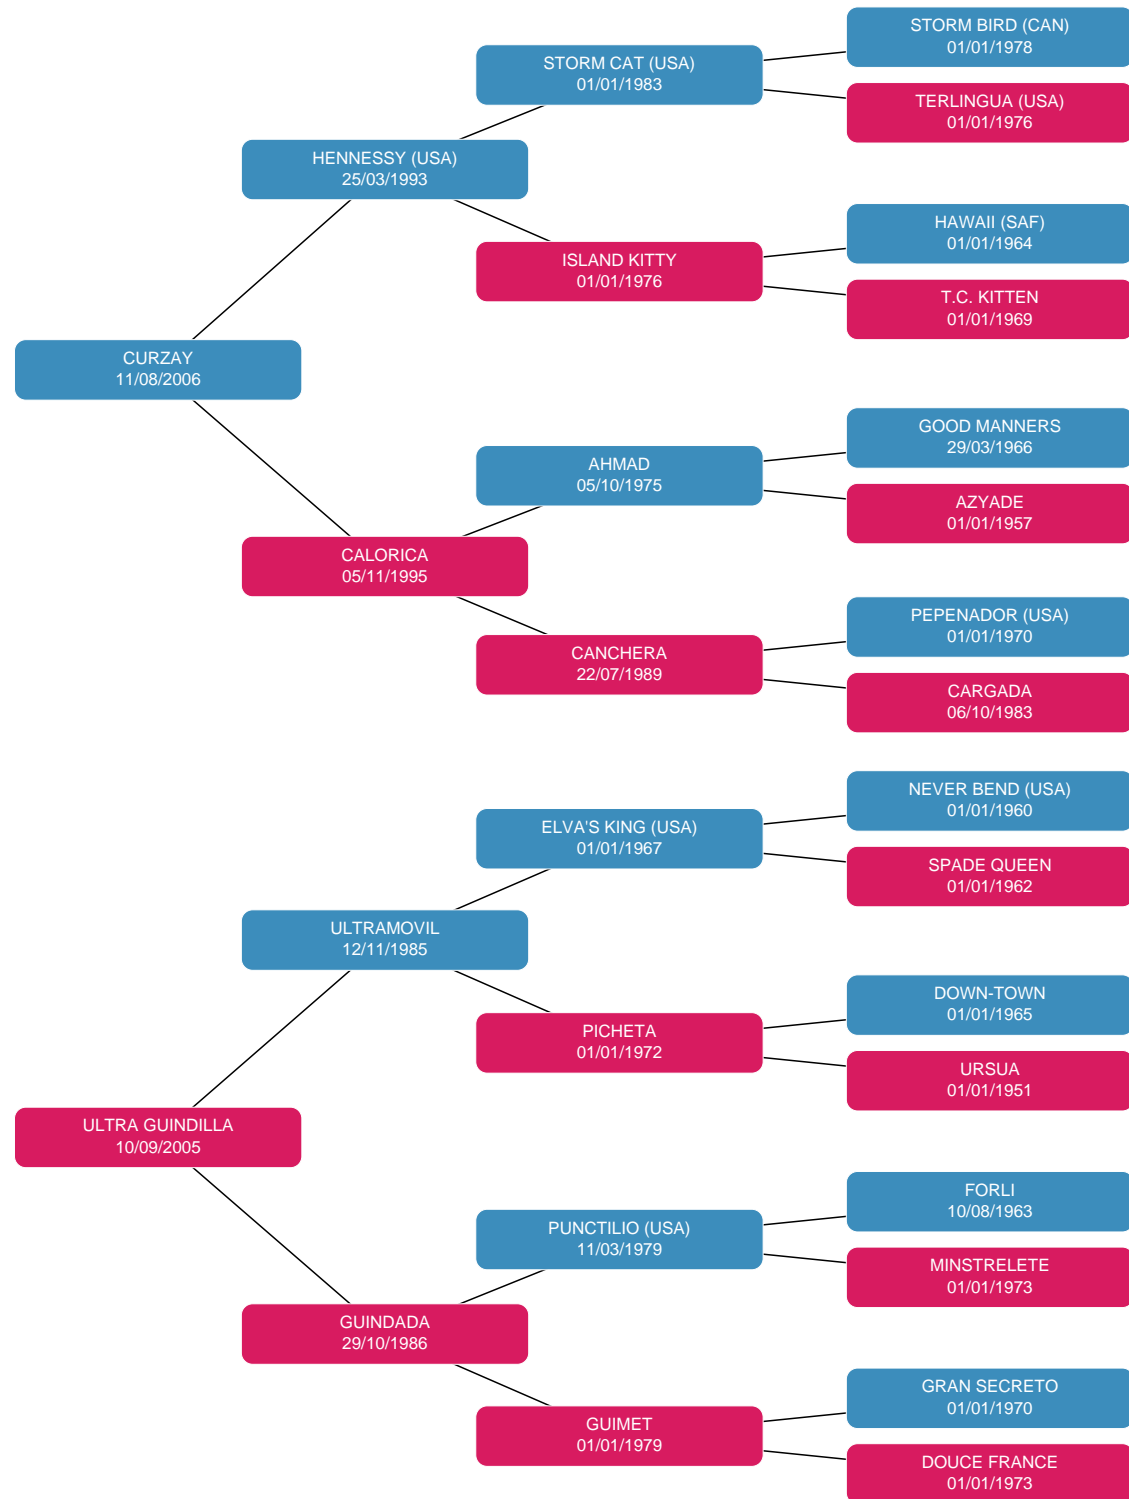 STORM BIRD (CAN)
01/01/1978
STORM CAT (USA)
01/01/1983
TERLINGUA (USA)
01/01/1976
HENNESSY (USA)
25/03/1993
HAWAII (SAF)
01/01/1964
ISLAND KITTY
01/01/1976
T.C. KITTEN
01/01/1969
CURZAY
11/08/2006
GOOD MANNERS
29/03/1966
AHMAD
05/10/1975
AZYADE
01/01/1957
CALORICA
05/11/1995
PEPENADOR (USA)
01/01/1970
CANCHERA
22/07/1989
CARGADA
06/10/1983
NEVER BEND (USA)
01/01/1960
ELVA'S KING (USA)
01/01/1967
SPADE QUEEN
01/01/1962
ULTRAMOVIL
12/11/1985
DOWN-TOWN
01/01/1965
PICHETA
01/01/1972
URSUA
01/01/1951
ULTRA GUINDILLA
10/09/2005
FORLI
10/08/1963
PUNCTILIO (USA)
11/03/1979
MINSTRELETE
01/01/1973
GUINDADA
29/10/1986
GRAN SECRETO
01/01/1970
GUIMET
01/01/1979
DOUCE FRANCE
01/01/1973